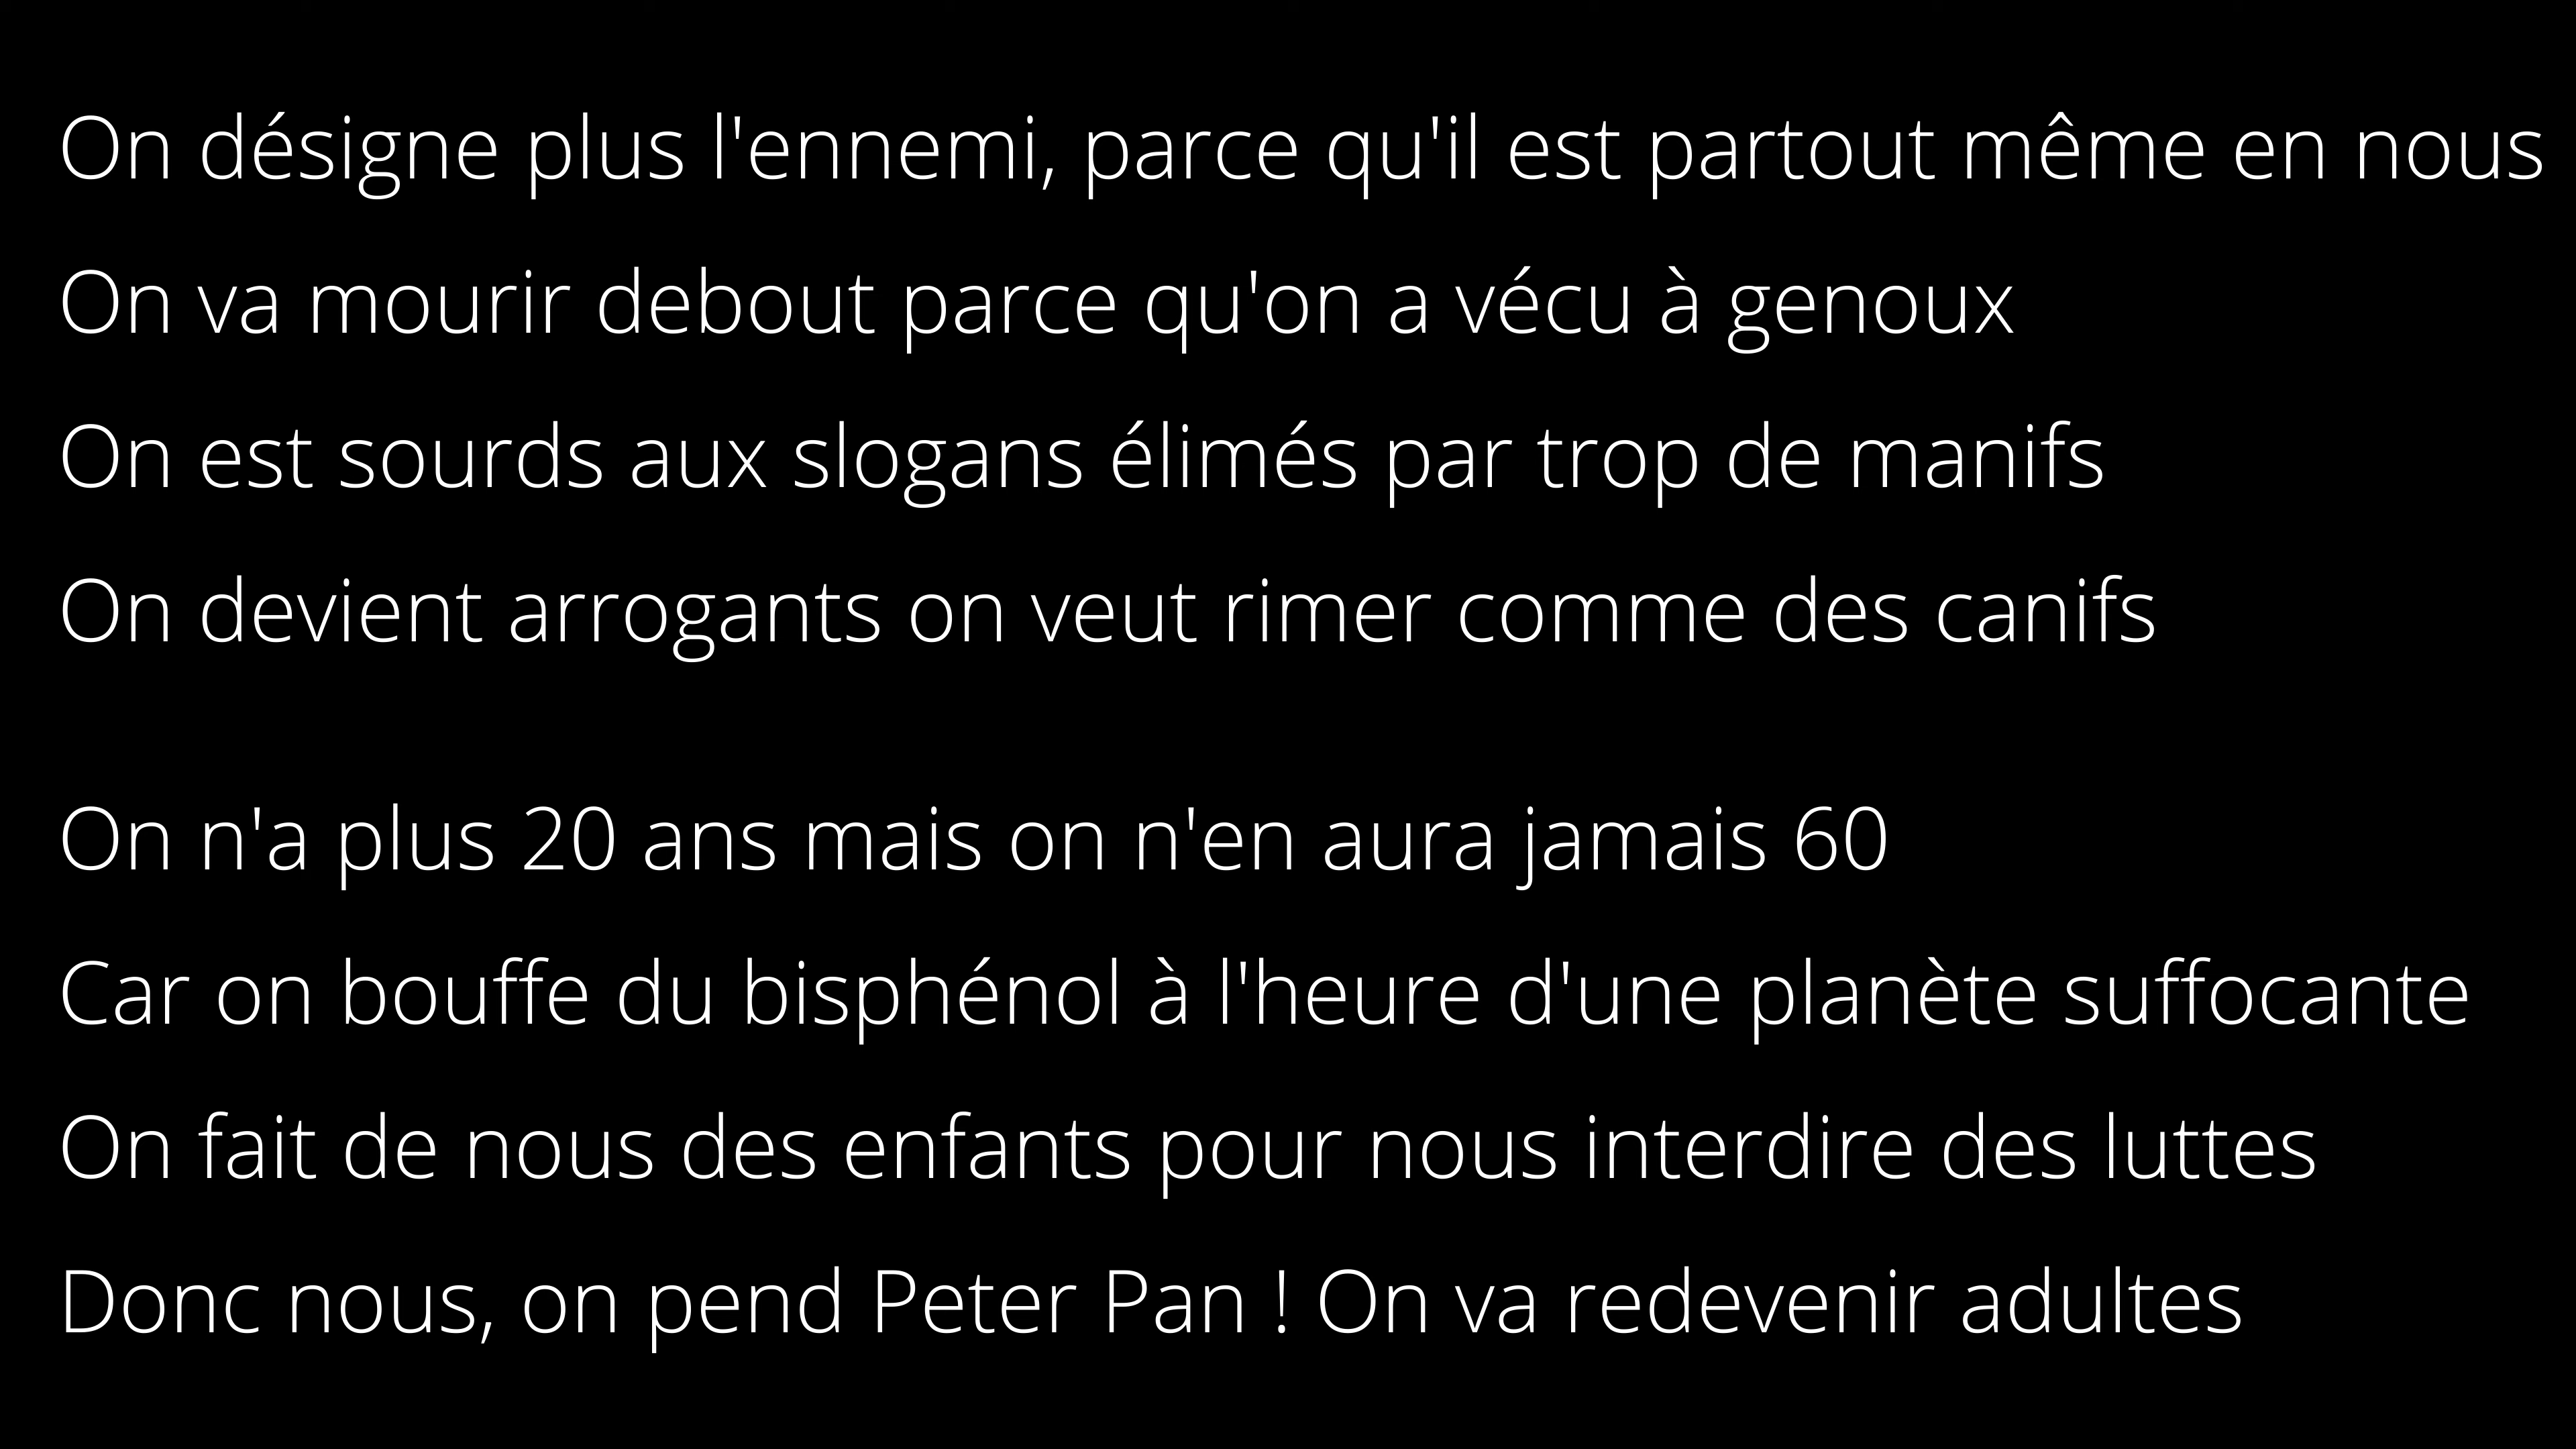 On désigne plus l'ennemi, parce qu'il est partout même en nous
On va mourir debout parce qu'on a vécu à genoux
On est sourds aux slogans élimés par trop de manifs
On devient arrogants on veut rimer comme des canifs
On n'a plus 20 ans mais on n'en aura jamais 60
Car on bouffe du bisphénol à l'heure d'une planète suffocante
On fait de nous des enfants pour nous interdire des luttes
Donc nous, on pend Peter Pan ! On va redevenir adultes